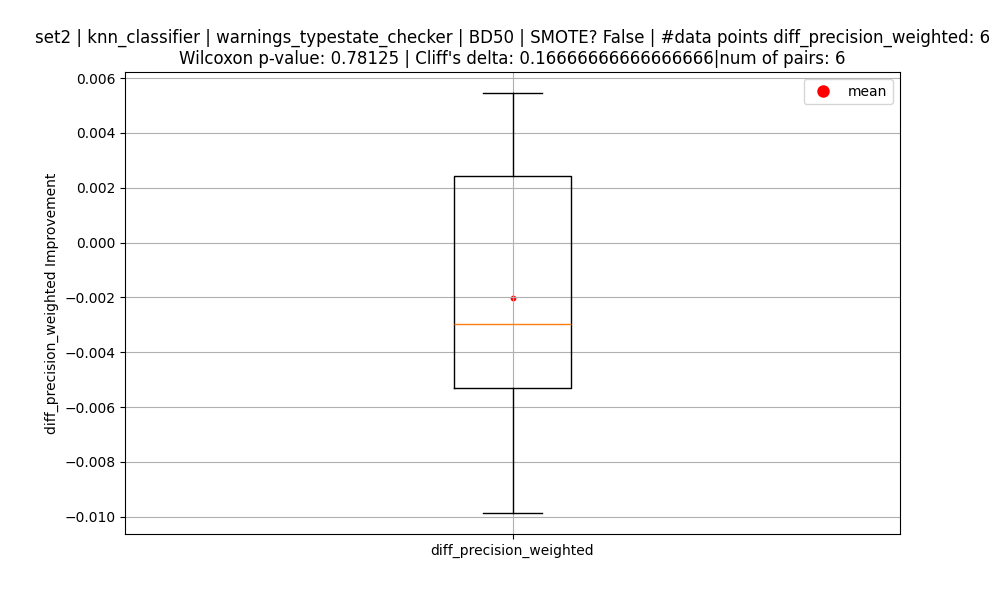 set2 | knn_classifier | warnings_typestate_checker | BD50 | SMOTE? False | #data points diff_precision_weighted: 6
Wilcoxon p-value: 0.78125 | Cliff's delta: 0.16666666666666666|num of pairs: 6
mean
0.006
0.004
0.002
0.000
−0.002
−0.004
−0.006
−0.008
−0.010
diff_precision_weighted Improvement
diff_precision_weighted